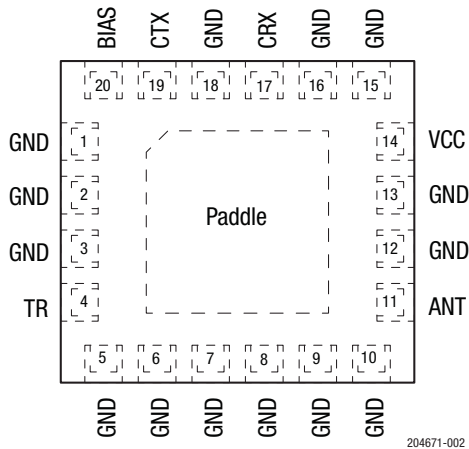 BIAS CTX GND CRX GND GND
20 19 18 17 16 15
GND 1 14 VCC
GND 2 13 GND
Paddle
GND 3 12 GND
TR 4 11 ANT
5 6 7 8 9 10
GND GND GND GND GND GND
204671-002